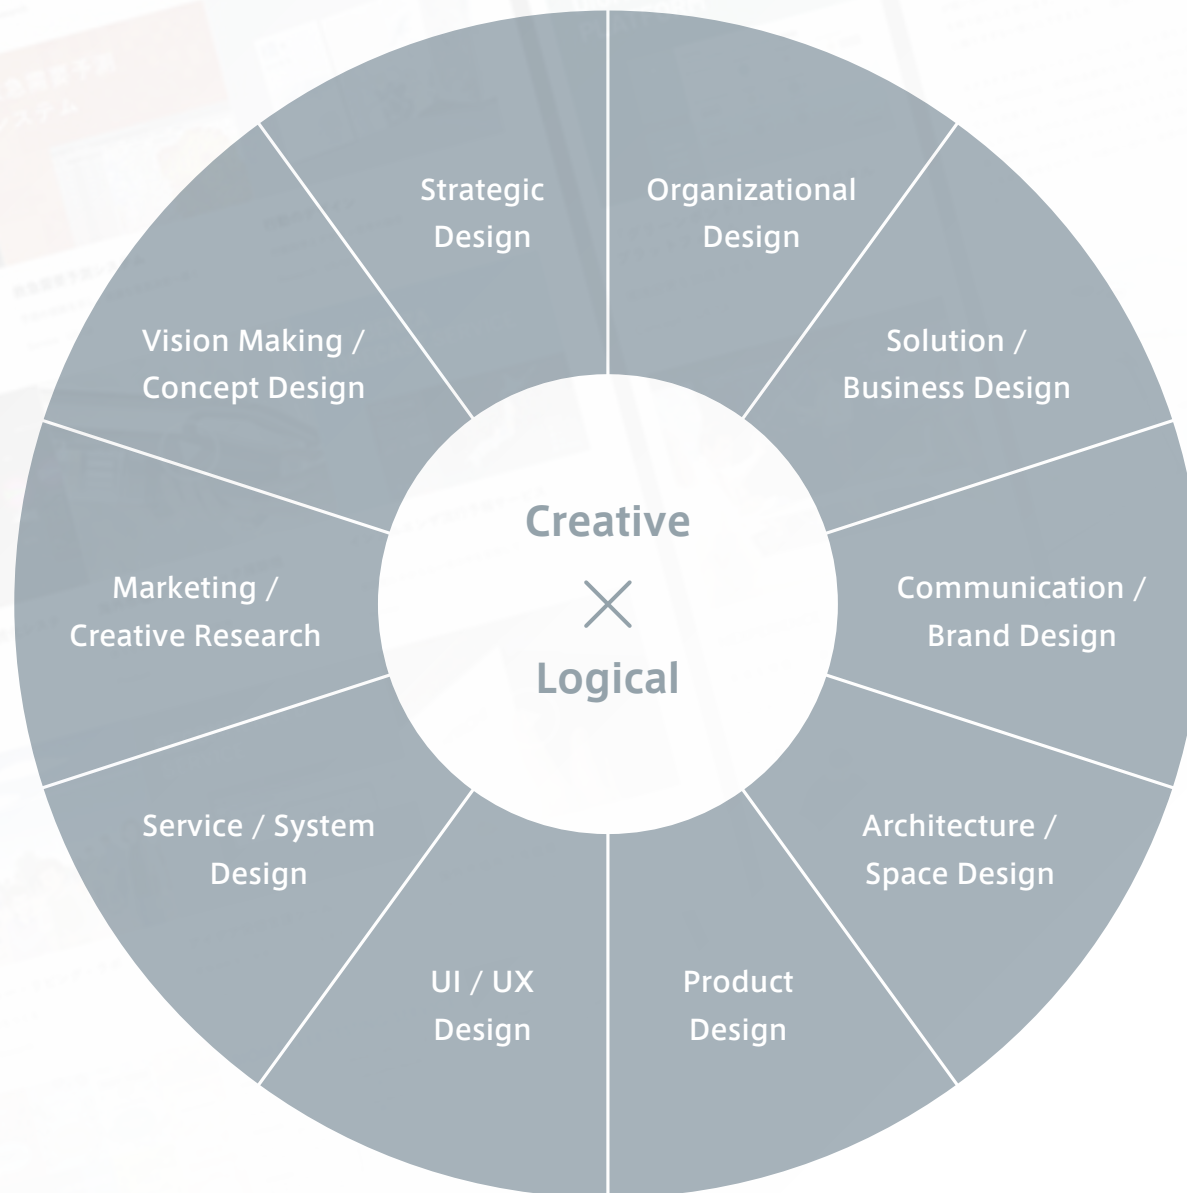 Strategic
Design
Organizational
Design
Solution /
Business Design
Communication /
Brand Design
Architecture /
Space Design
Product
Design
UI / UX
Design
Service / System
Design
Marketing /
Creative Research
Vision Making /
Concept Design
Creative
×
Logical